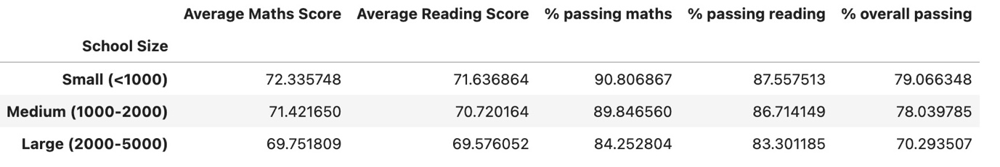 Average Maths Score Average Reading Score % passing maths % passing reading % overall passing
School Size
Small (<1000) 72.335748 71.636864 90.806867 87.557513 79.066348
Medium (1000-2000) 71.421650 70.720164 89.846560 86.714149 78.039785
Large (2000-5000) 69.751809 69.576052 84.252804 83.301185 70.293507